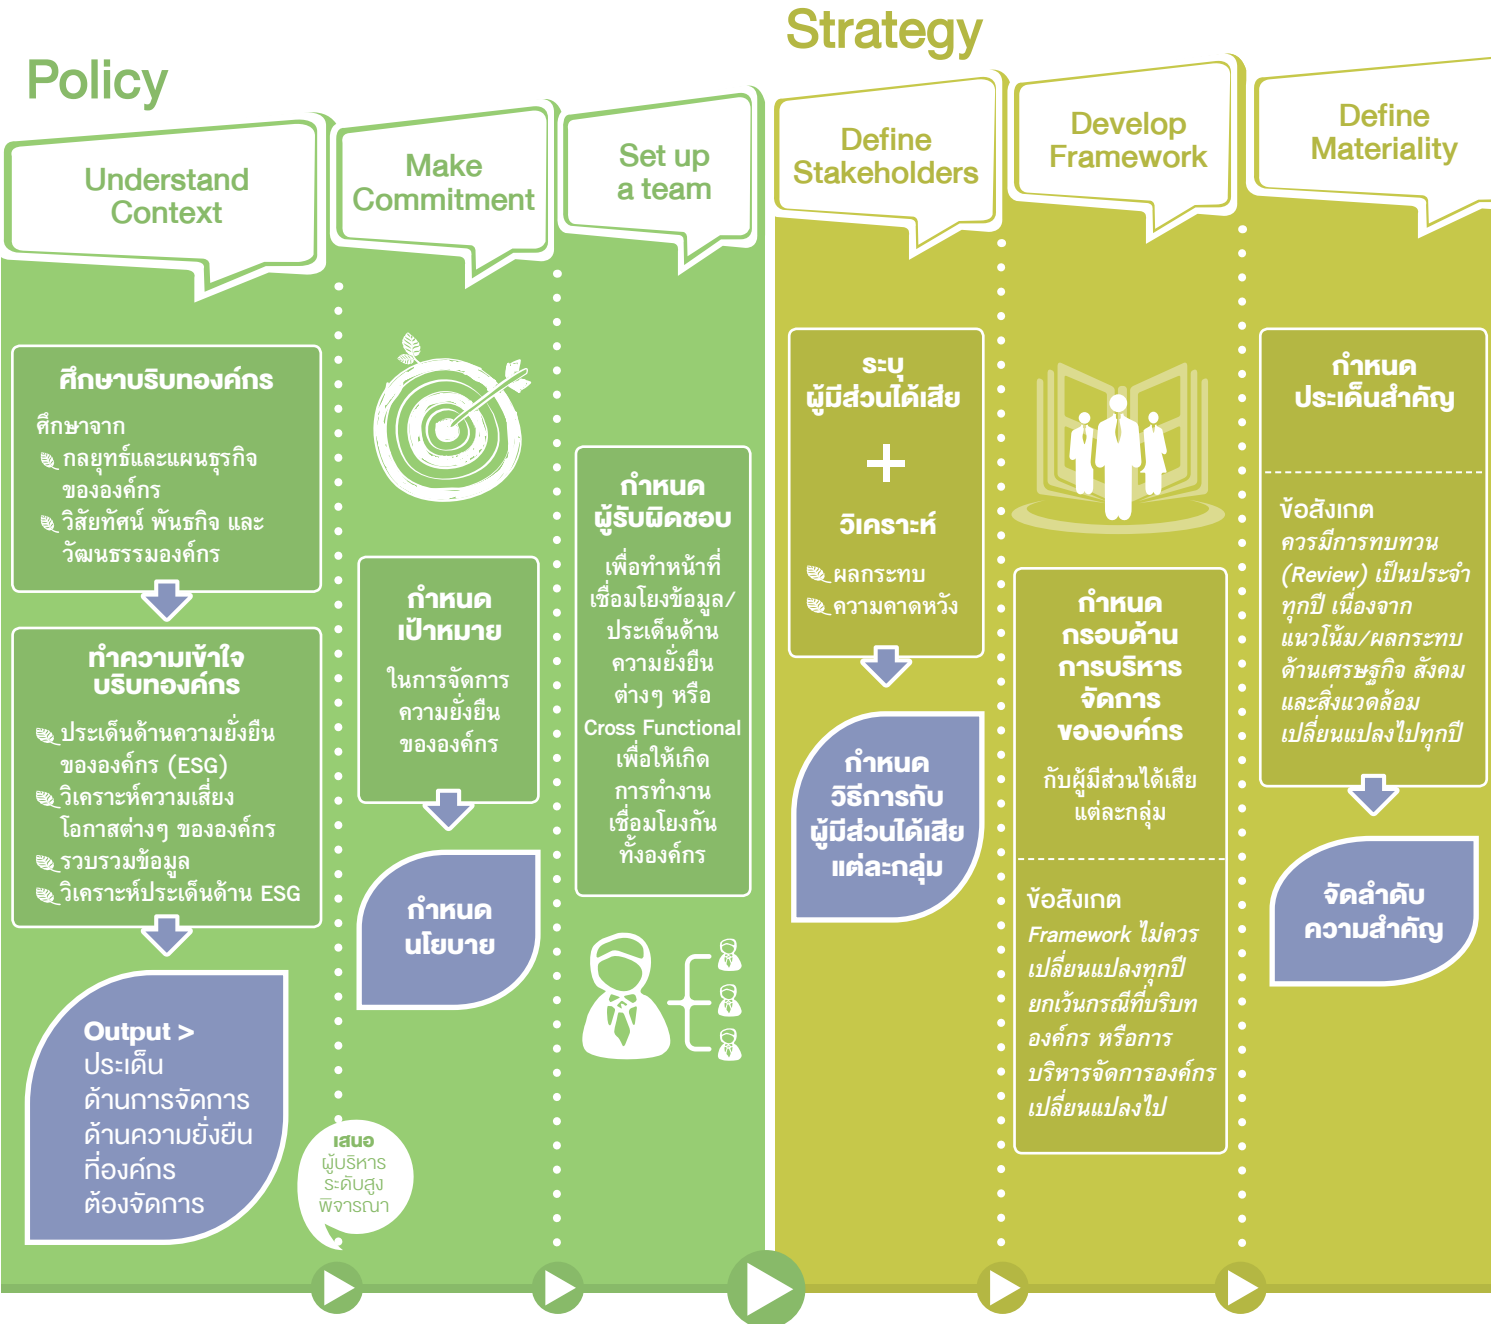 Policy
Understand
Context
ศึกษาบริบทองค์กร
ศึกษาจาก
กลยุทธ์และแผนธุรกิจ
ขององค์กร
วิสัยทัศน์ พันธกิจ และ
วัฒนธรรมองค์กร
ทำความเข้าใจ
บริบทองค์กร
ประเด็นด้านความยั่งยืน
ขององค์กร (ESG)
วิเคราะห์ความเสี่ยง
โอกาสต่างๆ ขององค์กร
รวบรวมข้อมูล
วิเคราะห์ประเด็นด้าน ESG
Output >
ประเด็น
ด้านการจัดการ
ด้านความยั่งยืน
ที่องค์กร
ต้องจัดการ
เสนอ
ผู้บริหาร
ระดับสูง
พิจารณา
Make
Commitment
กำหนด
เป้าหมาย
ในการจัดการ
ความยั่งยืน
ขององค์กร
กำหนด
นโยบาย
Set up
a team
กำหนด
ผู้รับผิดชอบ
เพื่อทำหน้าที่
เชื่อมโยงข้อมูล/
ประเด็นด้าน
ความยั่งยืน
ต่างๆ หรือ
Cross Functional
เพื่อให้เกิด
การทำงาน
เชื่อมโยงกัน
ทั้งองค์กร
Strategy
Define
Stakeholders
ระบุ
ผู้มีส่วนได้เสีย
+
วิเคราะห์
ผลกระทบ
ความคาดหวัง
กำหนด
วิธีการกับ
ผู้มีส่วนได้เสีย
แต่ละกลุ่ม
Develop
Framework
กำหนด
กรอบด้าน
การบริหาร
จัดการ
ขององค์กร
กับผู้มีส่วนได้เสีย
แต่ละกลุ่ม
ข้อสังเกต
Framework ไม่ควร
เปลี่ยนแปลงทุกปี
ยกเว้นกรณีที่บริบท
องค์กร หรือการ
บริหารจัดการองค์กร
เปลี่ยนแปลงไป
Define
Materiality
กำหนด
ประเด็นสำคัญ
ข้อสังเกต
ควรมีการทบทวน
(Review) เป็นประจำ
ทุกปี เนื่องจาก
แนวโน้ม/ผลกระทบ
ด้านเศรษฐกิจ สังคม
และสิ่งแวดล้อม
เปลี่ยนแปลงไปทุกปี
จัดลำดับ
ความสำคัญ